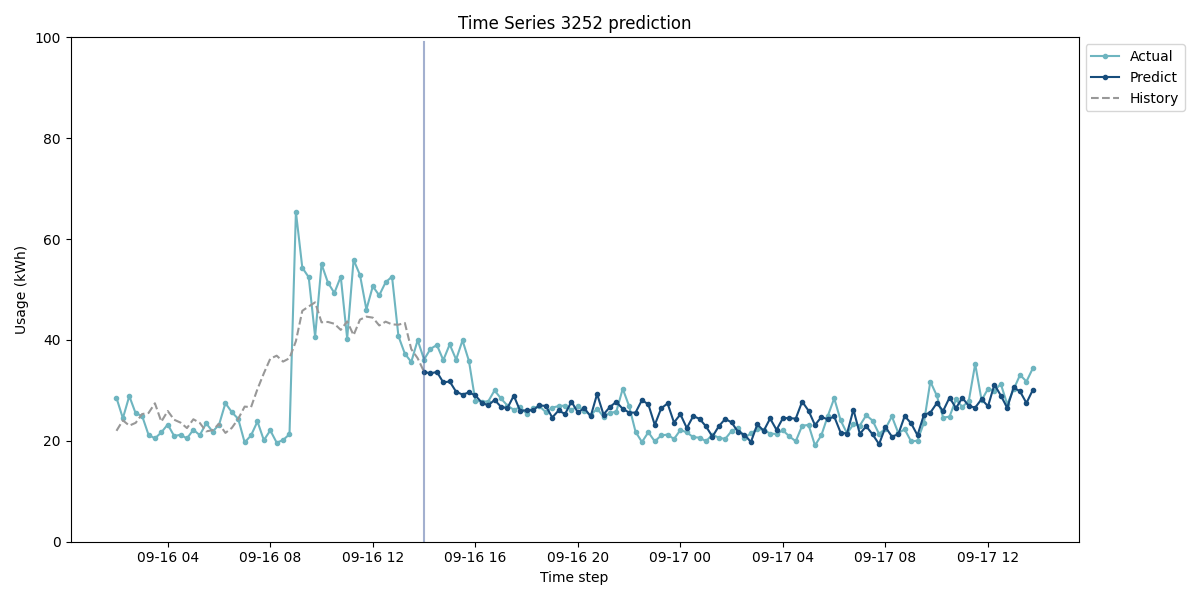 Time Series 3252 prediction
Usage (kWh)
100
80
60
40
20
0
09-16 04
09-16 08
09-16 12
09-16 16
09-16 20
09-17 00
09-17 04
09-17 08
09-17 12
Time step
Actual
Predict
History